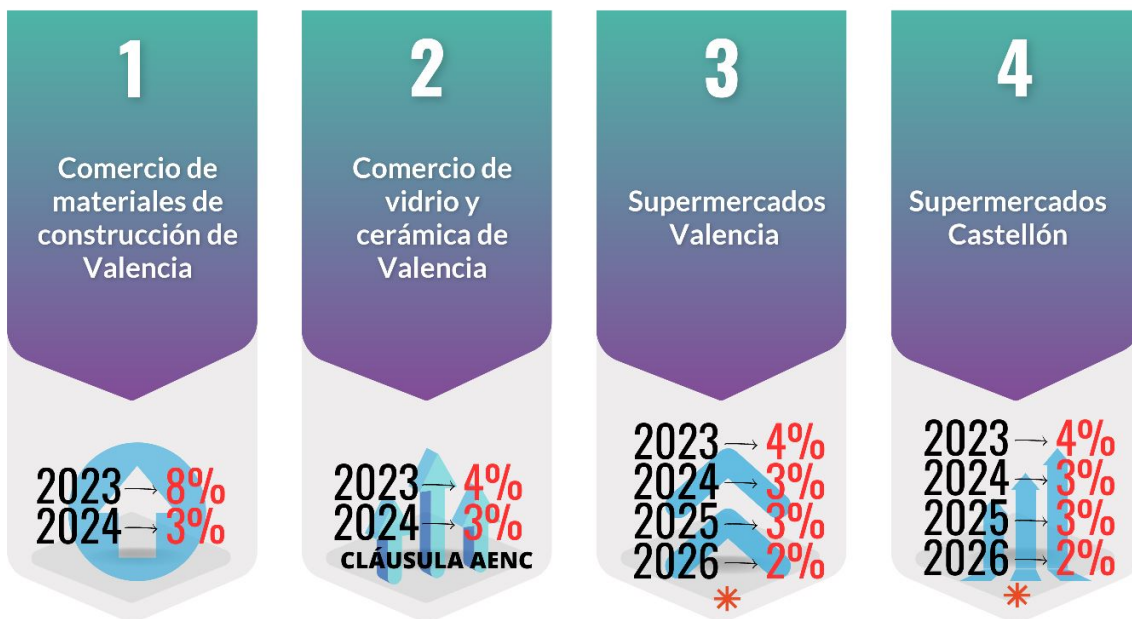 1
Comercio de
materiales de
construcción de
Valencia
2023→8%
2024→3%
2
Comercio de
vidrio y
cerámica de
Valencia
2023→4%
2024→3%
CLÁUSULA AENC
3
Supermercados
Valencia
2023→4%
2024→3%
2025→3%
2026→2%
*
4
Supermercados
Castellón
2023→4%
2024→3%
2025→3%
2026→2%
*